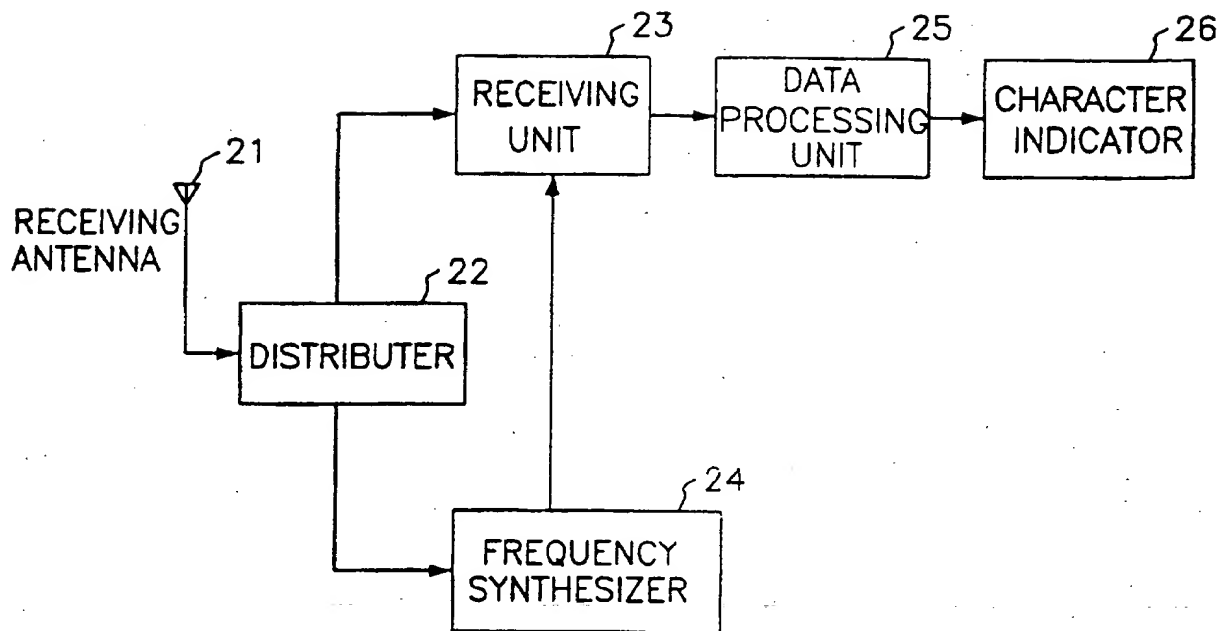 23
RECEIVING
UNIT
25
DATA
PROCESSING
UNIT
26
CHARACTER
INDICATOR
21
RECEIVING
ANTENNA
22
DISTRIBUTER
24
FREQUENCY
SYNTHESIZER